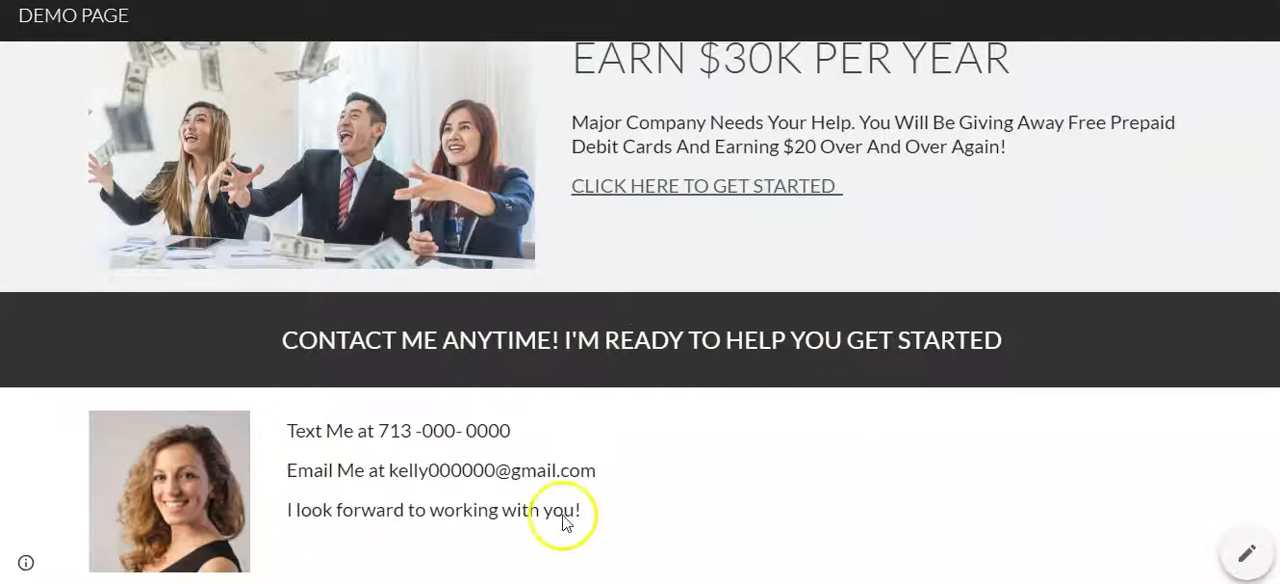 DEMO PAGE
EARN $30K PER YEAR
Major Company Needs Your Help. You Will Be Giving Away Free Prepaid
Debit Cards And Earning $20 Over And Over Again!
CLICK HERE TO GET STARTED
CONTACT ME ANYTIME! I'M READY TO HELP YOU GET STARTED
Text Me at 713 -000- 0000
Email Me at kelly000000@gmail.com
I look forward to working with you!